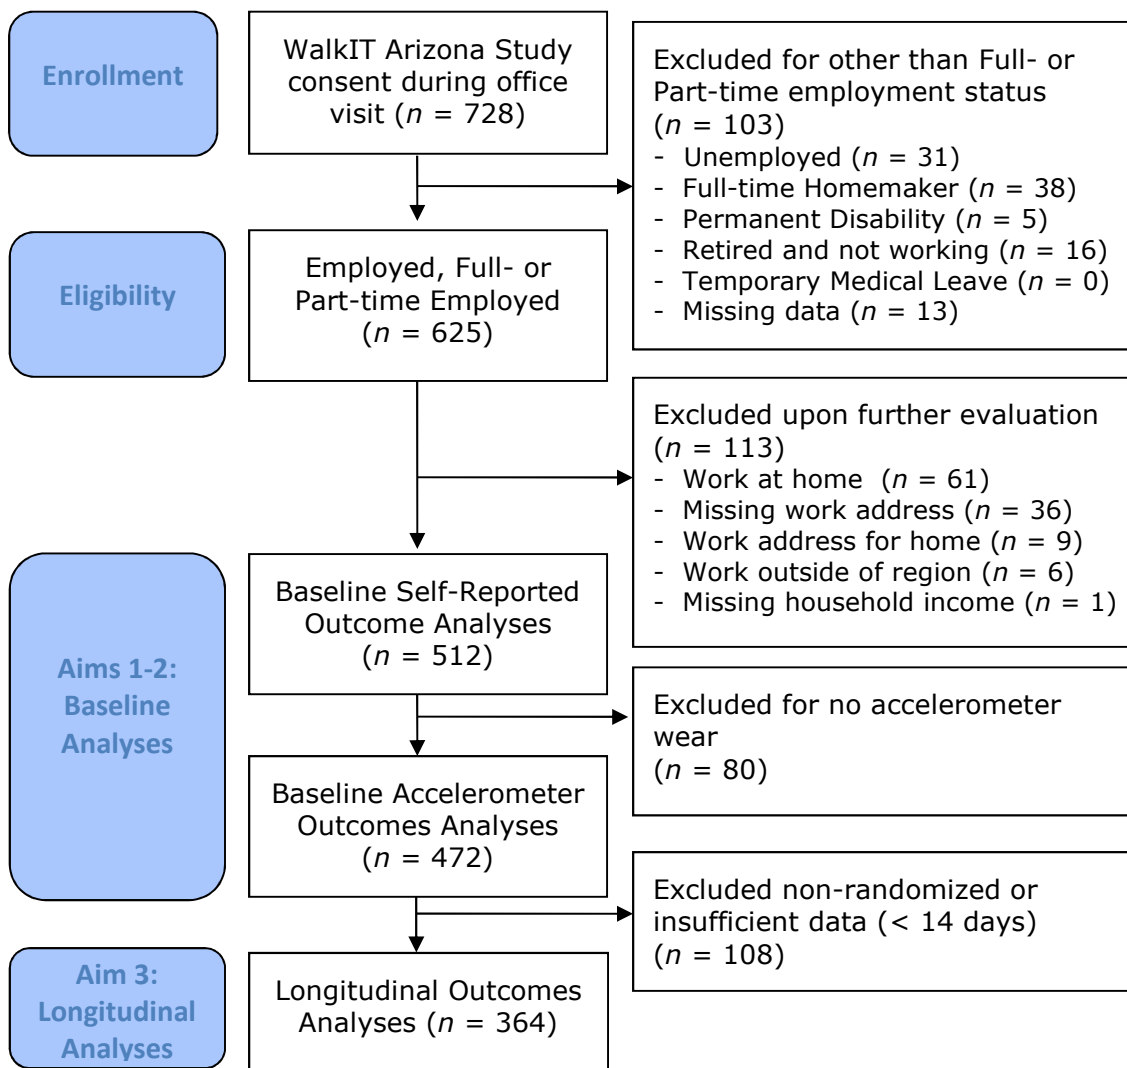 Enrollment
WalkIT Arizona Study
consent during office
visit (n = 728)
Excluded for other than Full- or
Part-time employment status
(n = 103)
- Unemployed (n = 31)
- Full-time Homemaker (n = 38)
- Permanent Disability (n = 5)
- Retired and not working (n = 16)
- Temporary Medical Leave (n = 0)
- Missing data (n = 13)
Eligibility
Employed, Full- or
Part-time Employed
(n = 625)
Excluded upon further evaluation
(n = 113)
- Work at home (n = 61)
- Missing work address (n = 36)
- Work address for home (n = 9)
- Work outside of region (n = 6)
- Missing household income (n = 1)
Aims 1-2:
Baseline
Analyses
Baseline Self-Reported
Outcome Analyses
(n = 512)
Excluded for no accelerometer
wear
(n = 80)
Baseline Accelerometer
Outcomes Analyses
(n = 472)
Excluded non-randomized or
insufficient data (< 14 days)
(n = 108)
Aim 3:
Longitudinal
Analyses
Longitudinal Outcomes
Analyses (n = 364)